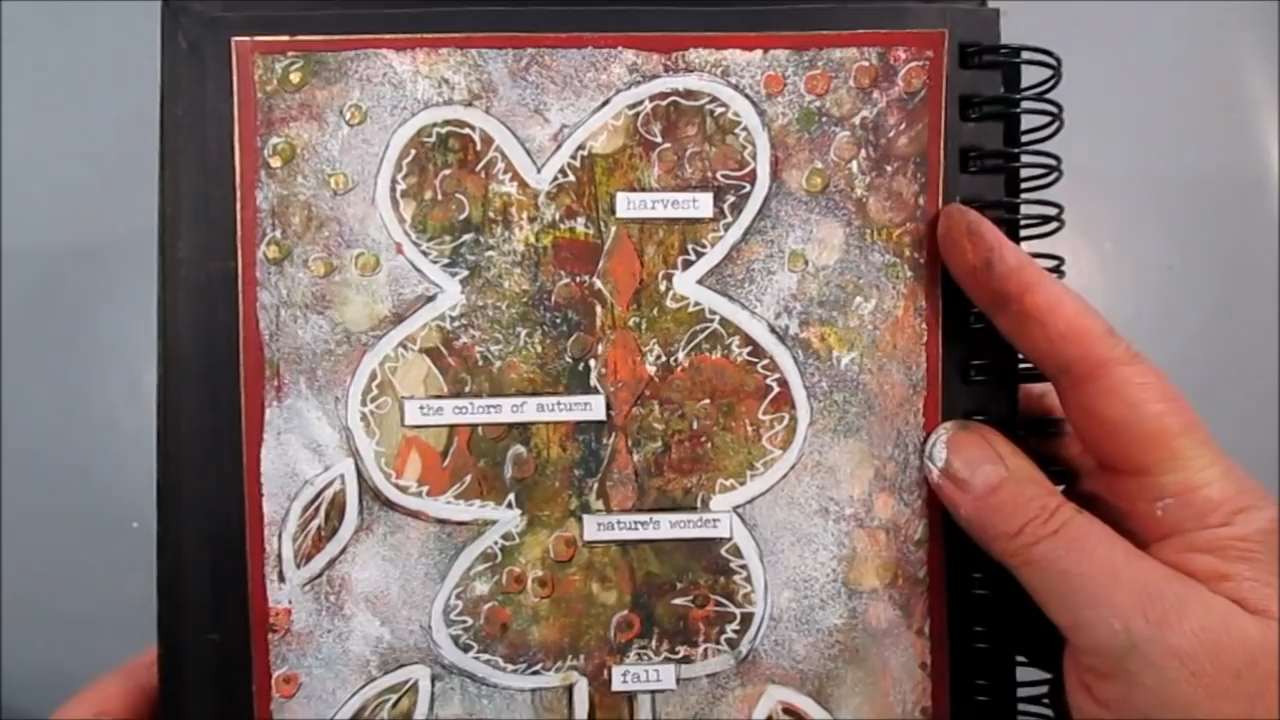 harvest
the colors of autumn
nature's wonder
fall